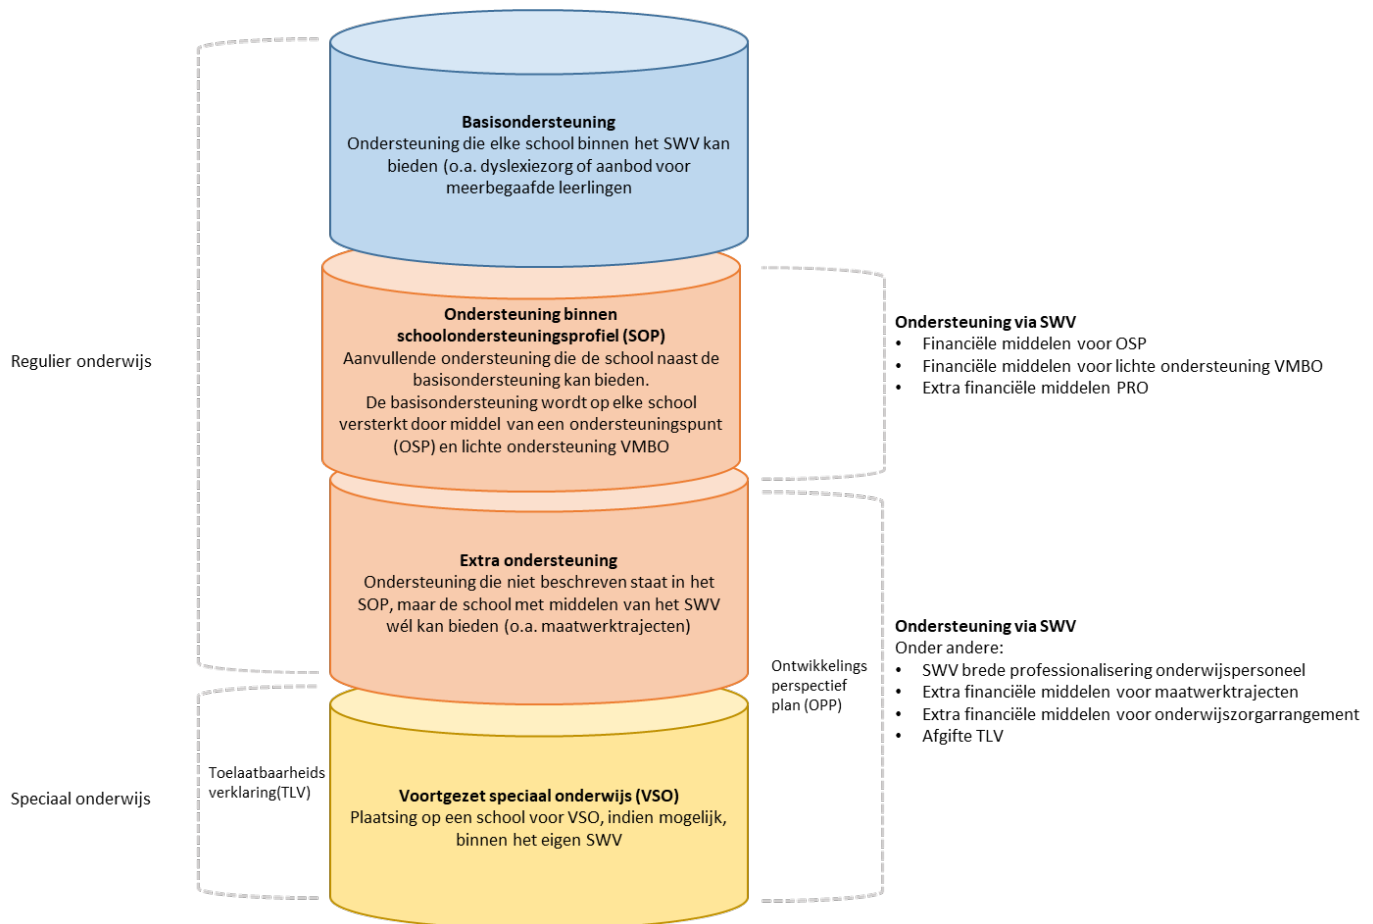 Basisondersteuning
Ondersteuning die elke school binnen het SWV kan
bieden (o.a. dyslexiezorg of aanbod voor
meerbegaafde leerlingen
Regulier onderwijs
Ondersteuning binnen
schoolondersteuningsprofiel (SOP)
Aanvullende ondersteuning die de school naast de
basisondersteuning kan bieden.
De basisondersteuning wordt op elke school
versterkt door middel van een ondersteuningspunt
(OSP) en lichte ondersteuning VMBO
Ondersteuning via SWV
• Financiële middelen voor OSP
• Financiële middelen voor lichte ondersteuning VMBO
• Extra financiële middelen PRO
Extra ondersteuning
Ondersteuning die niet beschreven staat in het
SOP, maar de school met middelen van het SWV
wél kan bieden (o.a. maatwerktrajecten)
Ontwikkelings
perspectief
plan (OPP)
Ondersteuning via SWV
Onder andere:
• SWV brede professionalisering onderwijspersoneel
• Extra financiële middelen voor maatwerktrajecten
• Extra financiële middelen voor onderwijszorgarrangement
• Afgifte TLV
Speciaal onderwijs
Toelaatbaarheids
verklaring(TLV)
Voortgezet speciaal onderwijs (VSO)
Plaatsing op een school voor VSO, indien mogelijk,
binnen het eigen SWV